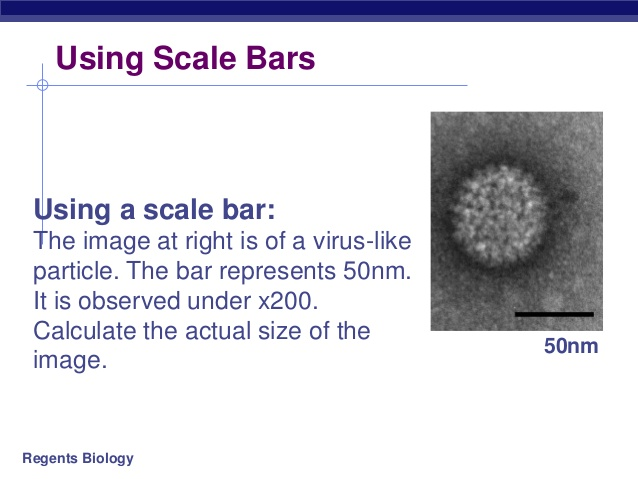 Using Scale Bars
Using a scale bar:
The image at right is of a virus-like
particle. The bar represents 50nm.
It is observed under x200.
Calculate the actual size of the
image.
50nm
Regents Biology